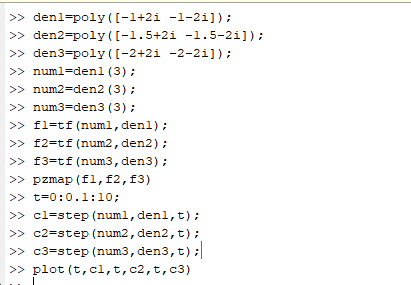 >> den1=poly([-1+2i -1-2i]);
>> den2=poly([-1.5+2i -1.5-2i]);
>> den3=poly([-2+2i -2-2i]);
>> num1=den1(3);
>> num2=den2(3);
>> num3=den3(3);
>> f1=tf(num1,den1);
>> f2=tf(num2,den2);
>> f3=tf(num3,den3);
>> pzmap(f1,f2,f3)
>> t=0:0.1:10;
>> c1=step(num1,den1,t);
>> c2=step(num2,den2,t);
>> c3=step(num3,den3,t);
>> plot(t,c1,t,c2,t,c3)
>>